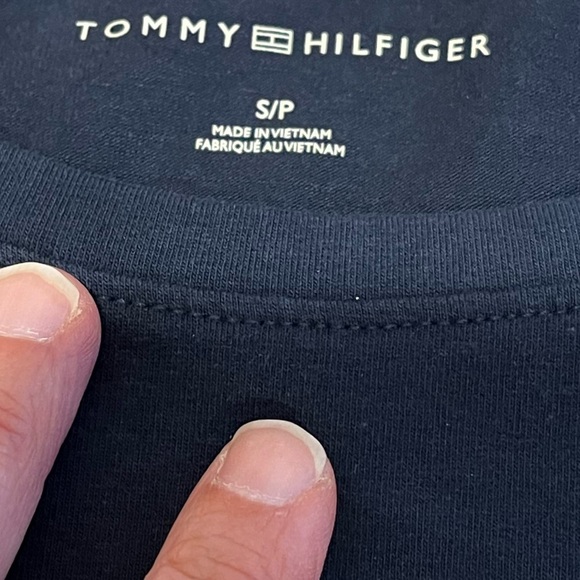 TOMMY HILFIGER
S/P
MADE IN VIETNAM
FABRIQUÉ AU VIETNAM